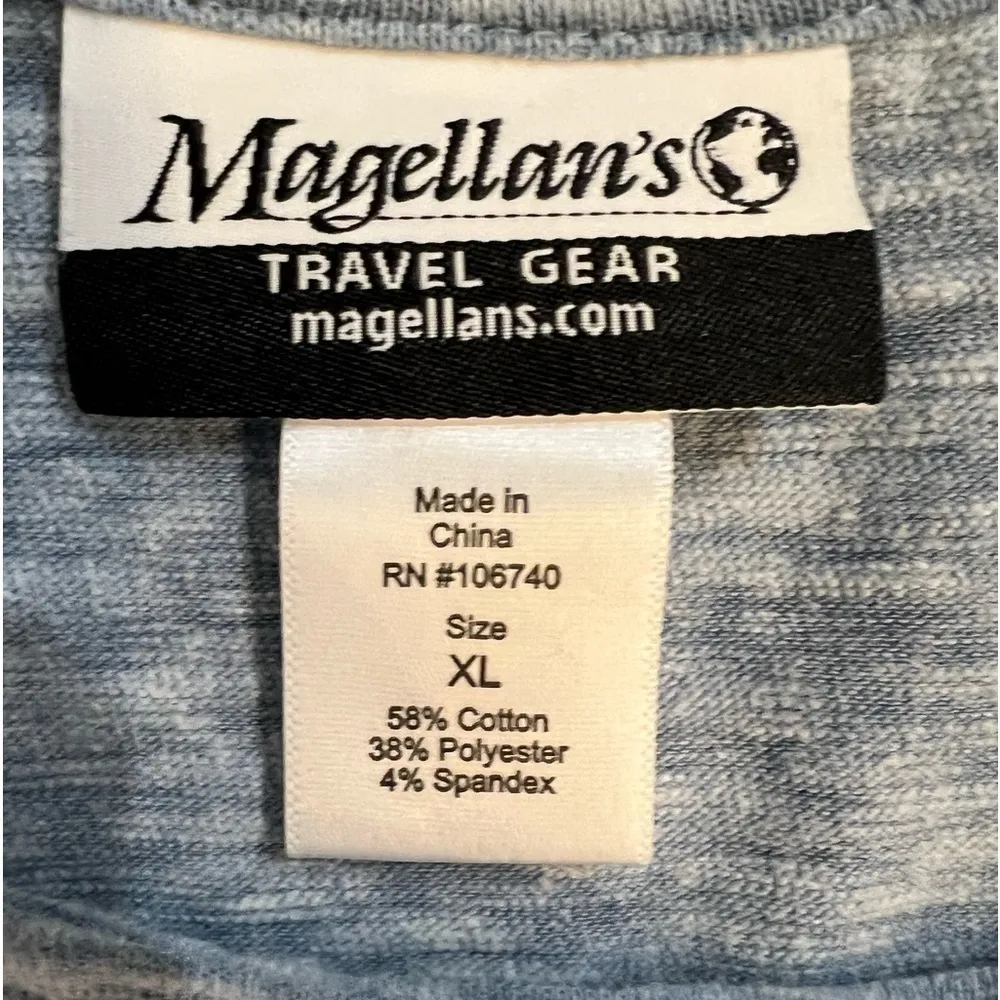 Magellan's
TRAVEL GEAR
magellans.com
Made in
China
RN #106740
Size
XL
58% Cotton
38% Polyester
4% Spandex